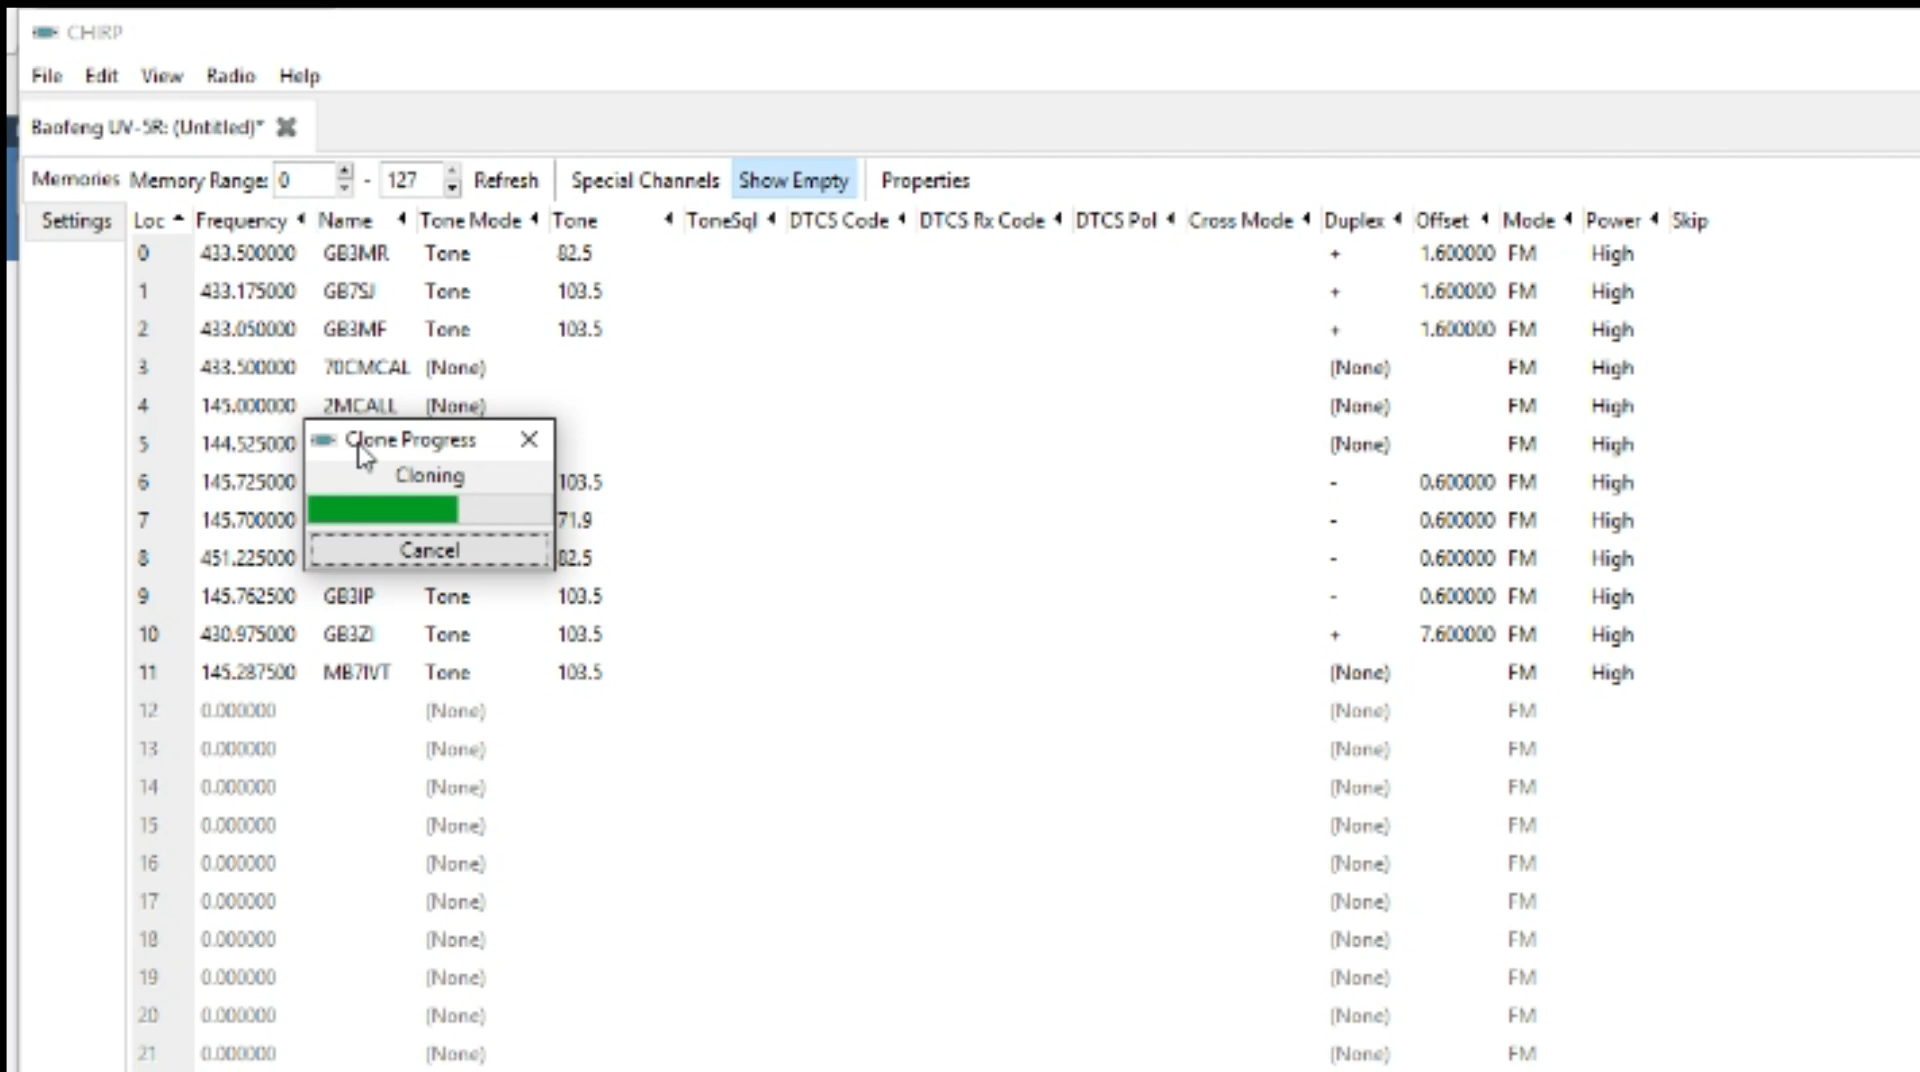 CHIRP
File Edit View Radio Help
Baofeng UV-5R: (Untitled)*
Memories Memory Range: 0 - 127 Refresh Special Channels Show Empty Properties
Settings Loc Frequency Name Tone Mode Tone ToneSql DTCS Code DTCS Rx Code DTCS Pol Cross Mode Duplex Offset Mode Power Skip
0 433.500000 GB3MR Tone 82.5 + 1.600000 FM High
1 433.175000 GB7SJ Tone 103.5 + 1.600000 FM High
2 433.050000 GB3MF Tone 103.5 + 1.600000 FM High
3 433.500000 70CMCAL (None) (None) FM High
4 145.000000 2MCALL (None) (None) FM High
5 144.525000 (None) FM High
Clone Progress
Cloning
6 145.725000 103.5 - 0.600000 FM High
7 145.700000 71.9 - 0.600000 FM High
Cancel
8 451.225000 82.5 - 0.600000 FM High
9 145.762500 GB3IP Tone 103.5 - 0.600000 FM High
10 430.975000 GB3ZI Tone 103.5 + 7.600000 FM High
11 145.287500 MB7IVT Tone 103.5 (None) FM High
12 0.000000 (None) (None) FM
13 0.000000 (None) (None) FM
14 0.000000 (None) (None) FM
15 0.000000 (None) (None) FM
16 0.000000 (None) (None) FM
17 0.000000 (None) (None) FM
18 0.000000 (None) (None) FM
19 0.000000 (None) (None) FM
20 0.000000 (None) (None) FM
21 0.000000 (None) (None) FM